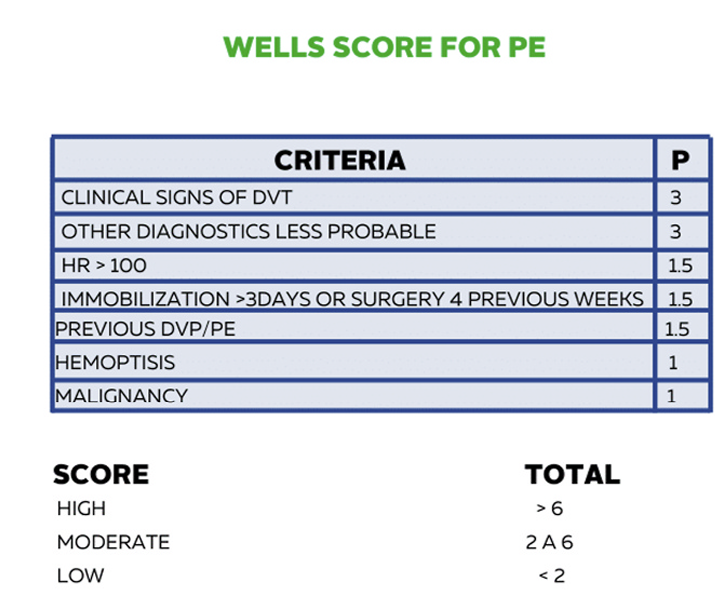 WELLS SCORE FOR PE
CRITERIA P
CLINICAL SIGNS OF DVT 3
OTHER DIAGNOSTICS LESS PROBABLE 3
HR > 100 1.5
IMMOBILIZATION >3DAYS OR SURGERY 4 PREVIOUS WEEKS 1.5
PREVIOUS DVP/PE 1.5
HEMOPTISIS 1
MALIGNANCY 1
SCORE TOTAL
HIGH > 6
MODERATE 2 A 6
LOW < 2